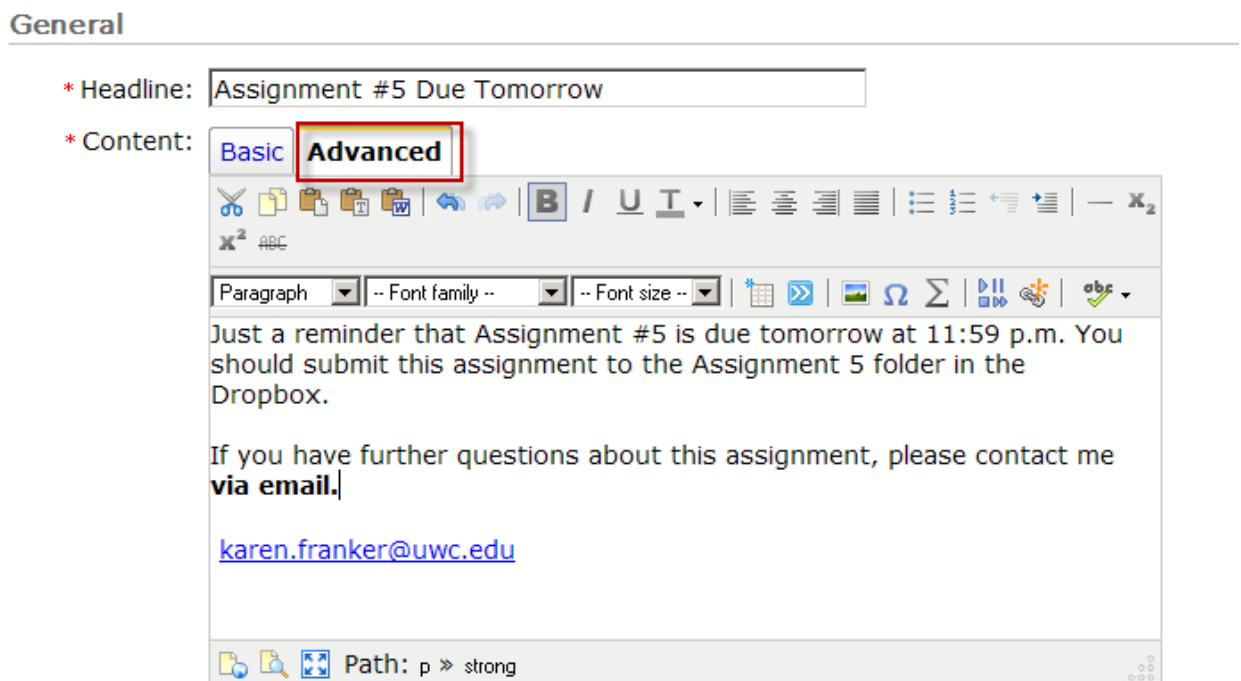 General
* Headline: Assignment #5 Due Tomorrow
* Content: Basic Advanced
B I U T X₂
X² ABC
Paragraph -- Font family -- -- Font size -- Ω Σ abc
Just a reminder that Assignment #5 is due tomorrow at 11:59 p.m. You
should submit this assignment to the Assignment 5 folder in the
Dropbox.
If you have further questions about this assignment, please contact me
via email.
karen.franker@uwc.edu
Path: p » strong